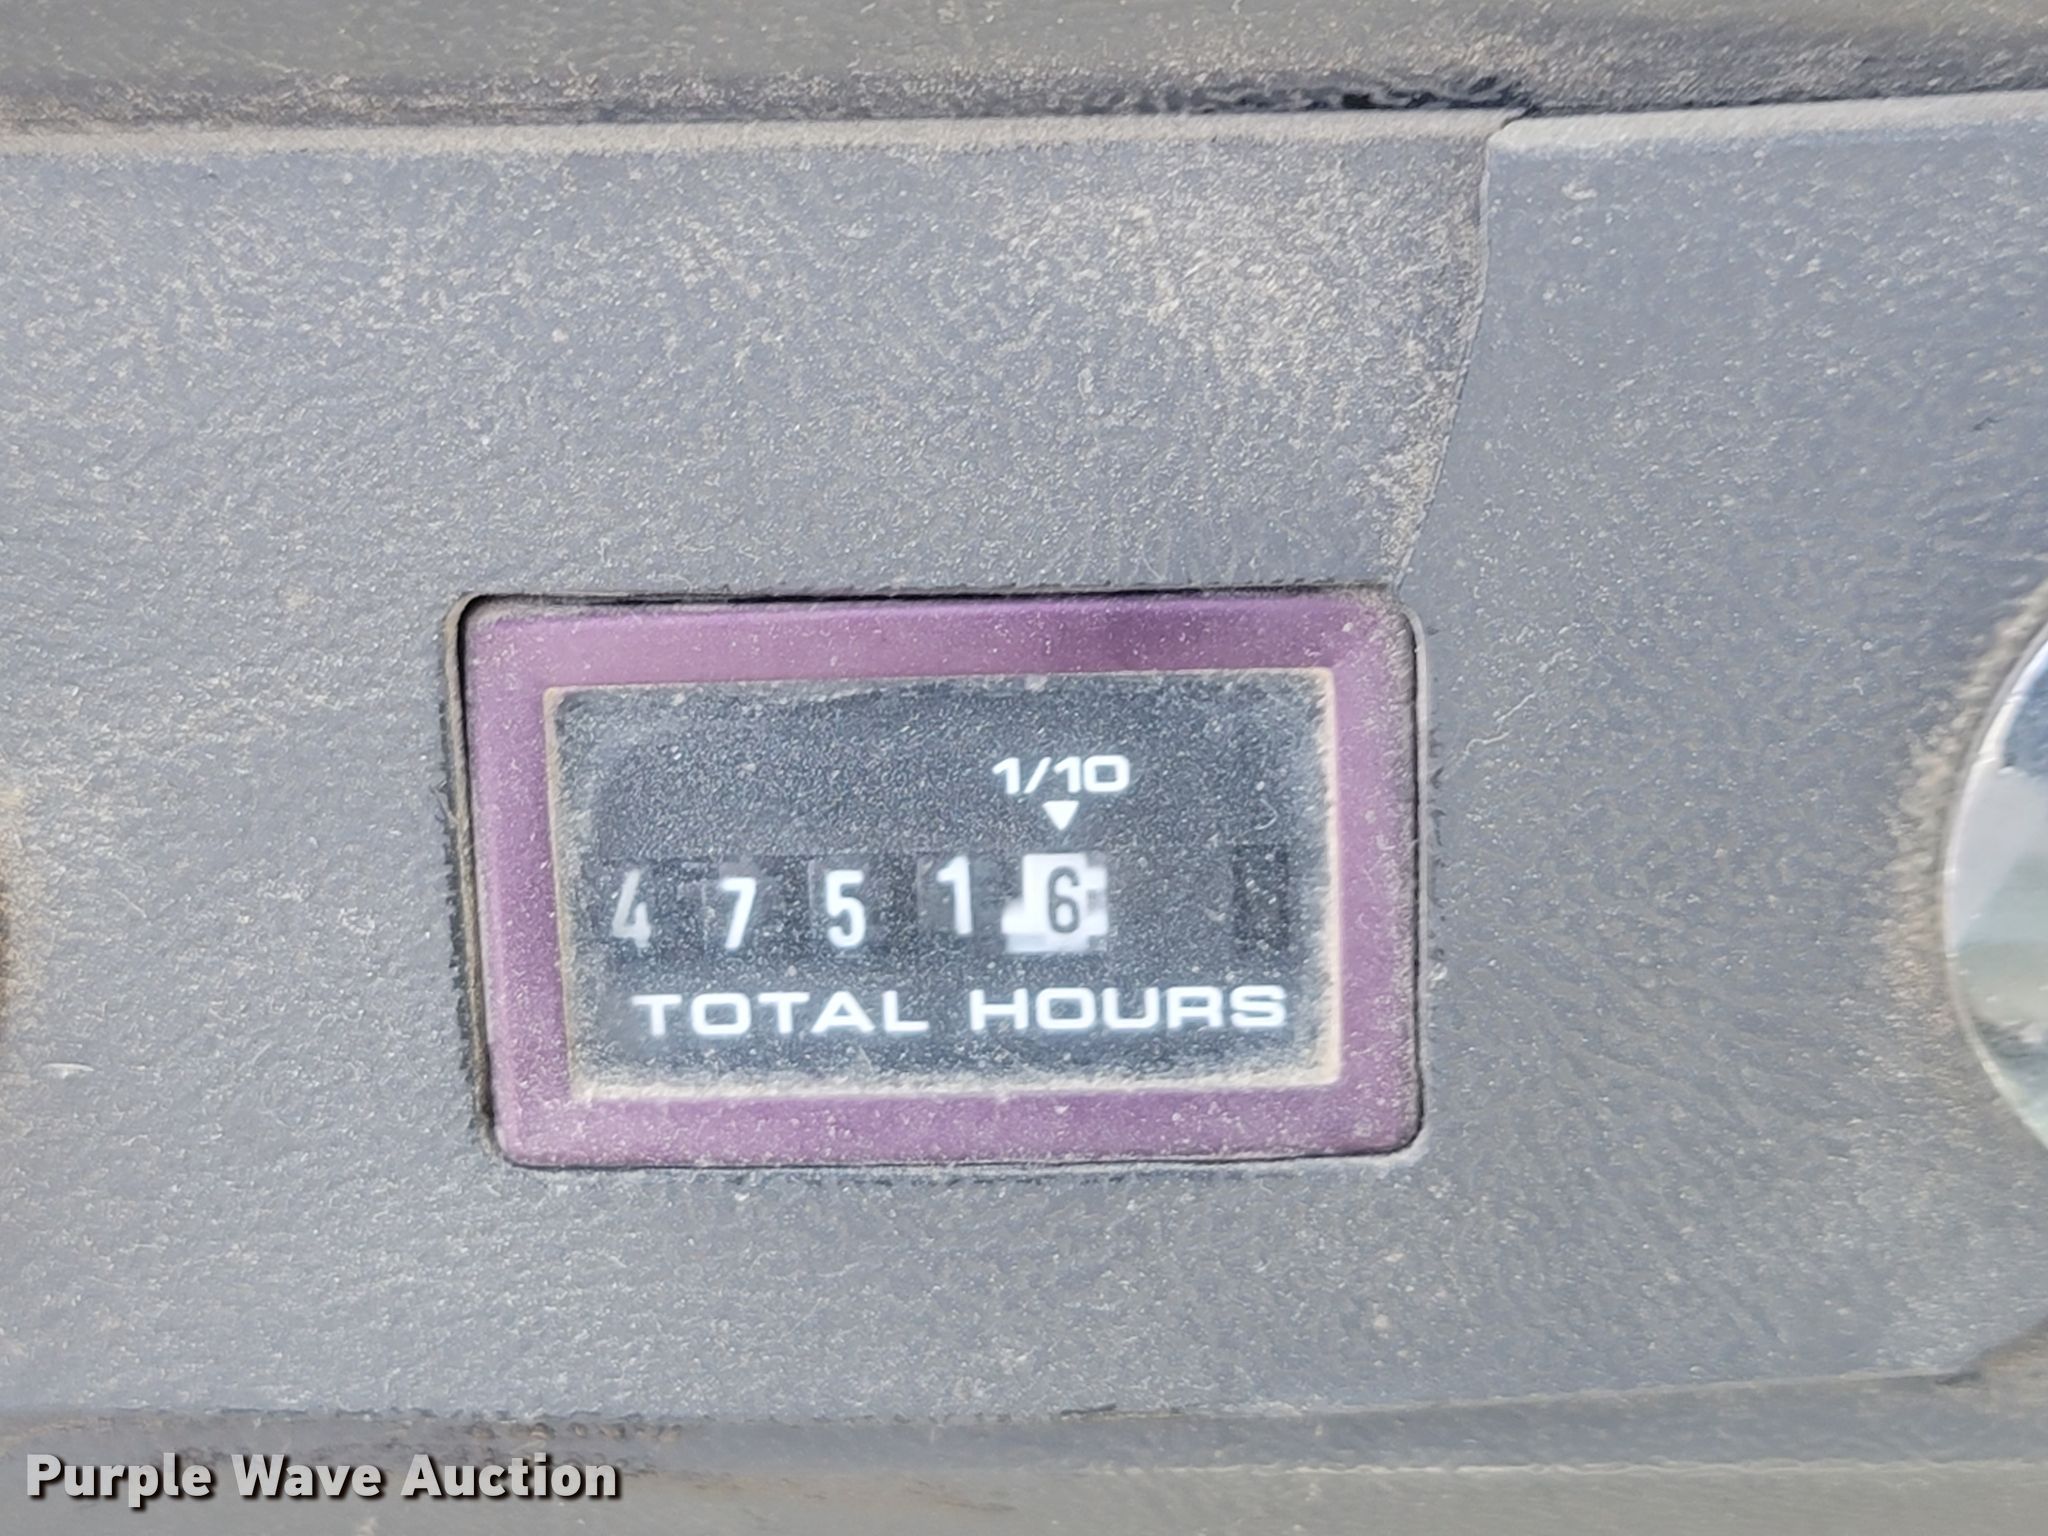 1/10
4 7 5 1 6
TOTAL HOURS
Purple Wave Auction